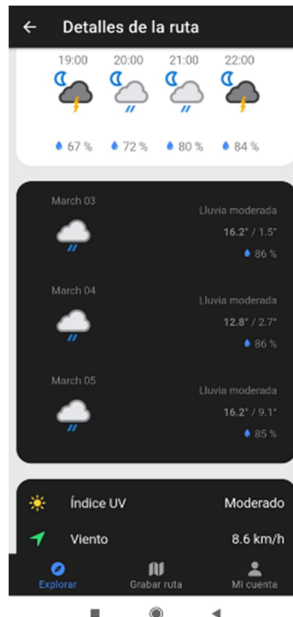 Detalles de la ruta
19:00 20:00 21:00 22:00
67 % 72 % 80 % 84 %
March 03
Lluvia moderada
16.2° / 1.5°
86 %
March 04
Lluvia moderada
12.8° / 2.7°
86 %
March 05
Lluvia moderada
16.2° / 9.1°
85 %
Índice UV Moderado
Viento 8.6 km/h
Explorar Grabar ruta Mi cuenta